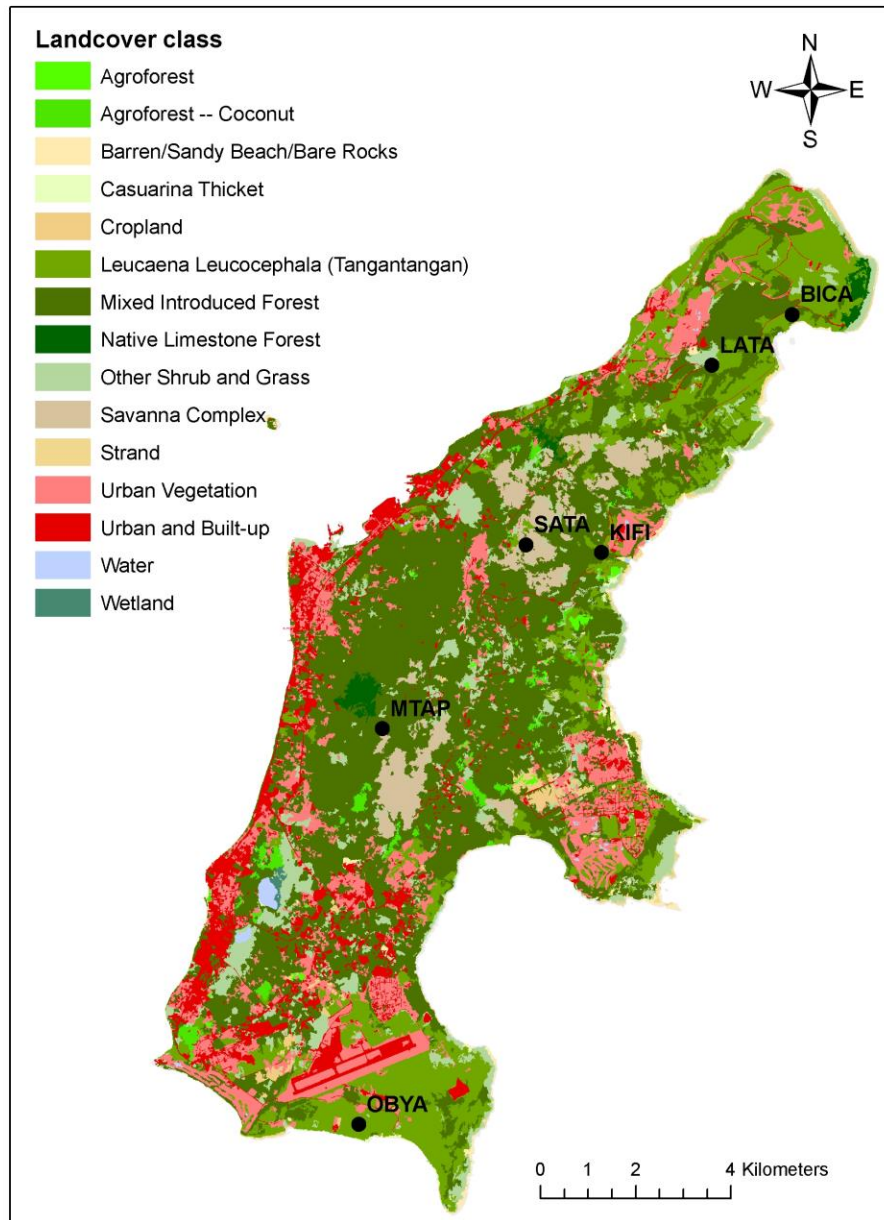 Landcover class
Agroforest
Agroforest -- Coconut
Barren/Sandy Beach/Bare Rocks
Casuarina Thicket
Cropland
Leucaena Leucocephala (Tangantangan)
Mixed Introduced Forest
Native Limestone Forest
Other Shrub and Grass
Savanna Complex
Strand
Urban Vegetation
Urban and Built-up
Water
Wetland
N
W E
S
BICA
LATA
SATA KIFI
MTAP
OBYA
0 1 2 4 Kilometers